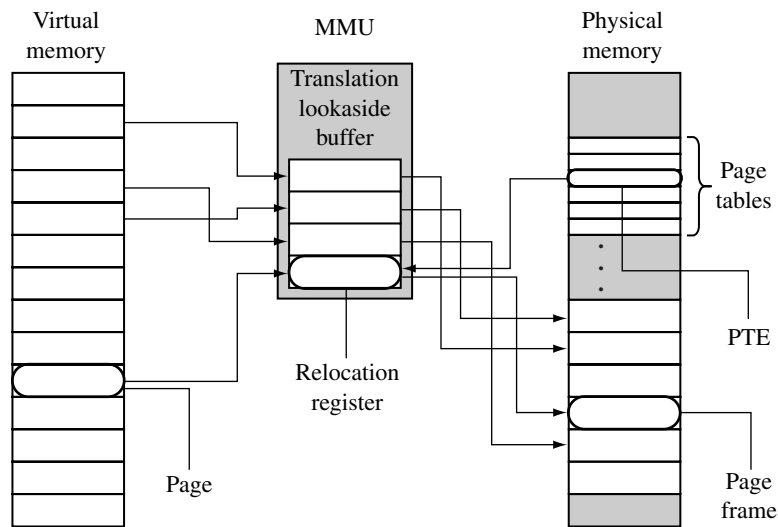 Virtual
memory
MMU
Physical
memory
Translation
lookaside
buffer
Page
tables
PTE
Relocation
register
Page
Page
frame